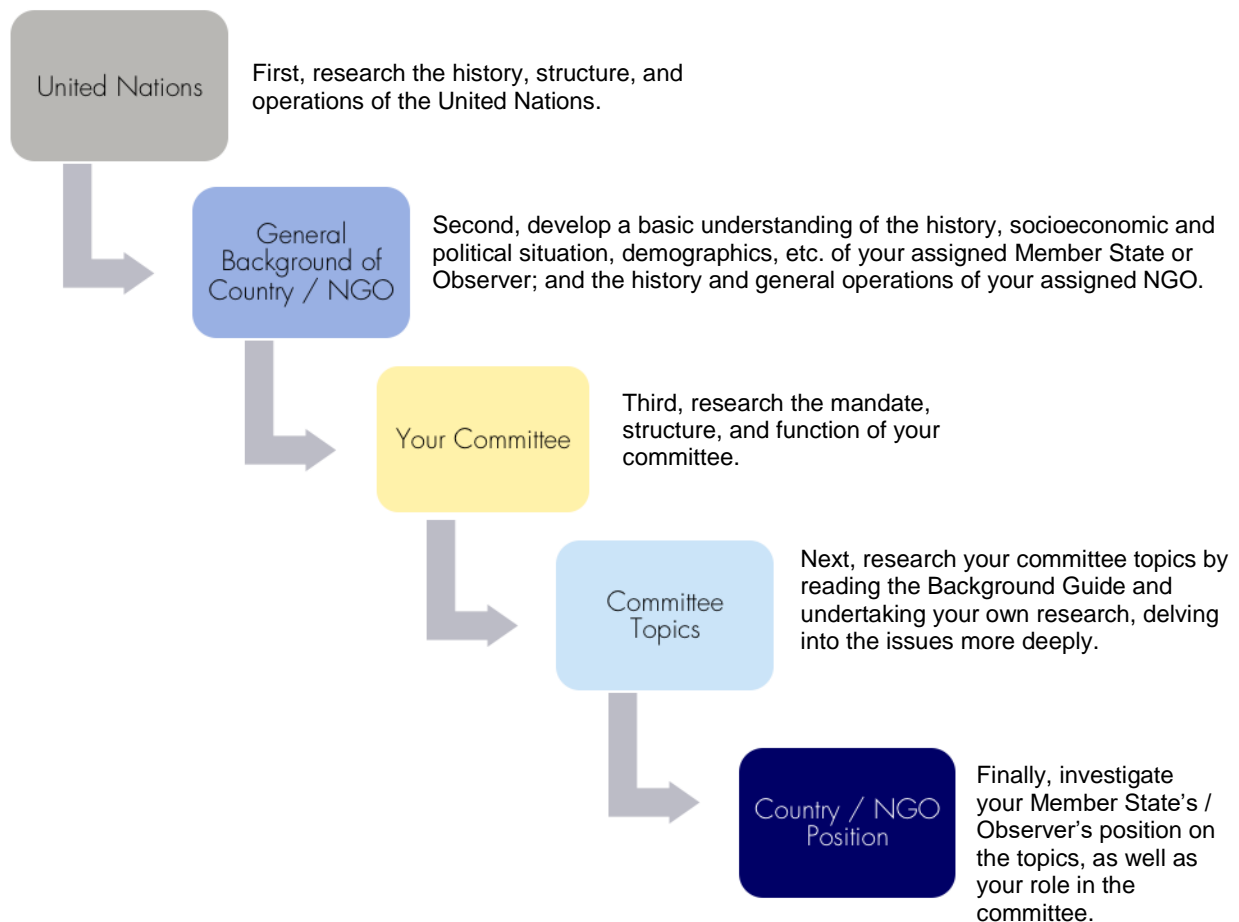 United Nations
First, research the history, structure, and
operations of the United Nations.
General
Background of
Country / NGO
Second, develop a basic understanding of the history, socioeconomic and
political situation, demographics, etc. of your assigned Member State or
Observer; and the history and general operations of your assigned NGO.
Your Committee
Third, research the mandate,
structure, and function of your
committee.
Committee
Topics
Next, research your committee topics by
reading the Background Guide and
undertaking your own research, delving
into the issues more deeply.
Country / NGO
Position
Finally, investigate
your Member State’s /
Observer’s position on
the topics, as well as
your role in the
committee.